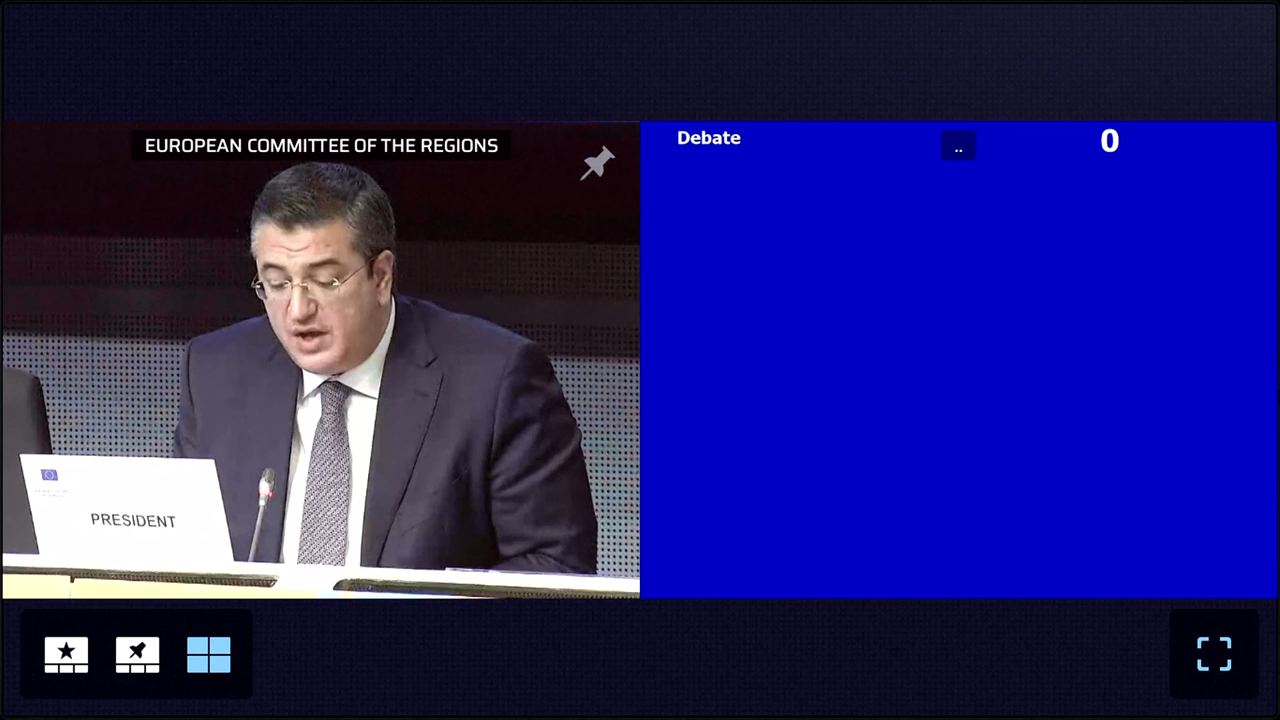 EUROPEAN COMMITTEE OF THE REGIONS
Debate
..
0
PRESIDENT